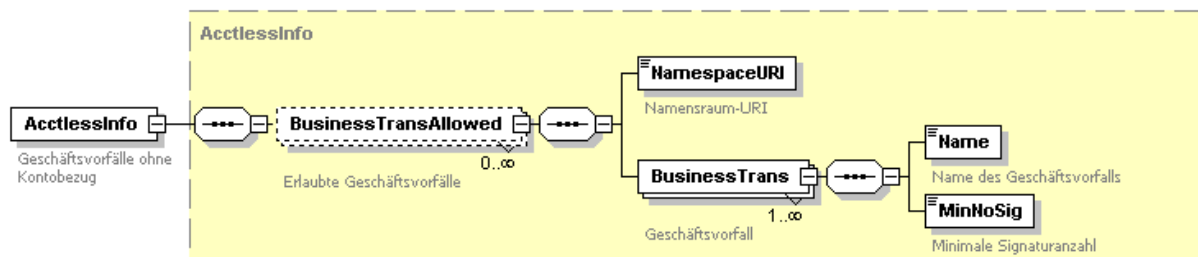 AcctlessInfo
NamespaceURI
Namensraum-URI
AcctlessInfo
BusinessTransAllowed
Geschäftsvorfälle ohne
Kontobezug
0..∞
Erlaubte Geschäftsvorfälle
BusinessTrans
1..∞
Geschäftsvorfall
Name
Name des Geschäftsvorfalls
MinNoSig
Minimale Signaturanzahl